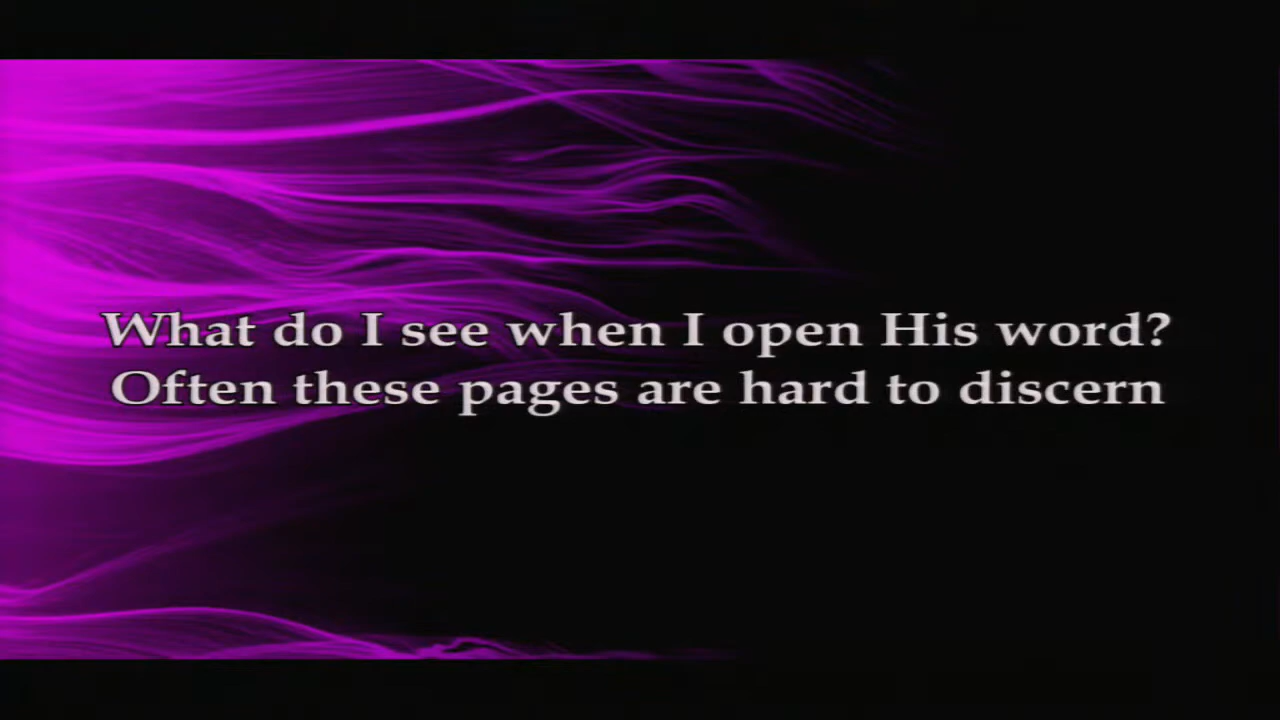 What do I see when I open His word?
Often these pages are hard to discern